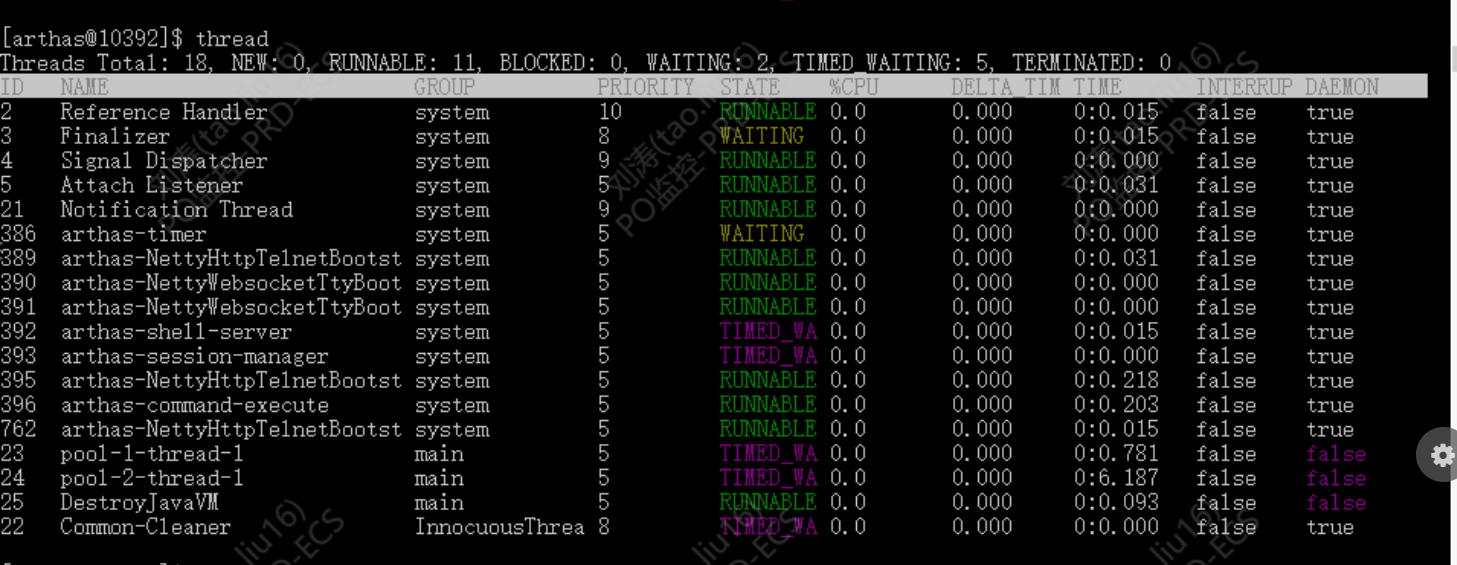 [arthas@10392]$ thread
Threads Total: 18, NEW: 0, RUNNABLE: 11, BLOCKED: 0, WAITING: 2, TIMED_WAITING: 5, TERMINATED: 0
ID NAME GROUP PRIORITY STATE %CPU DELTA_TIM TIME INTERRUP DAEMON
2 Reference Handler system 10 RUNNABLE 0.0 0.000 0:0.015 false true
3 Finalizer system 8 WAITING 0.0 0.000 0:0.015 false true
4 Signal Dispatcher system 9 RUNNABLE 0.0 0.000 0:0.000 false true
5 Attach Listener system 5 RUNNABLE 0.0 0.000 0:0.031 false true
21 Notification Thread system 9 RUNNABLE 0.0 0.000 0:0.000 false true
386 arthas-timer system 5 WAITING 0.0 0.000 0:0.000 false true
389 arthas-NettyHttpTelnetBootst system 5 RUNNABLE 0.0 0.000 0:0.031 false true
390 arthas-NettyWebsocketTtyBoot system 5 RUNNABLE 0.0 0.000 0:0.000 false true
391 arthas-NettyWebsocketTtyBoot system 5 RUNNABLE 0.0 0.000 0:0.000 false true
392 arthas-shell-server system 5 TIMED_WA 0.0 0.000 0:0.015 false true
393 arthas-session-manager system 5 TIMED_WA 0.0 0.000 0:0.000 false true
395 arthas-NettyHttpTelnetBootst system 5 RUNNABLE 0.0 0.000 0:0.218 false true
396 arthas-command-execute system 5 RUNNABLE 0.0 0.000 0:0.203 false true
762 arthas-NettyHttpTelnetBootst system 5 RUNNABLE 0.0 0.000 0:0.015 false true
23 pool-1-thread-1 main 5 TIMED_WA 0.0 0.000 0:0.781 false false
24 pool-2-thread-1 main 5 TIMED_WA 0.0 0.000 0:6.187 false false
25 DestroyJavaVM main 5 RUNNABLE 0.0 0.000 0:0.093 false false
22 Common-Cleaner InnocuousThrea 8 TIMED_WA 0.0 0.000 0:0.000 false true